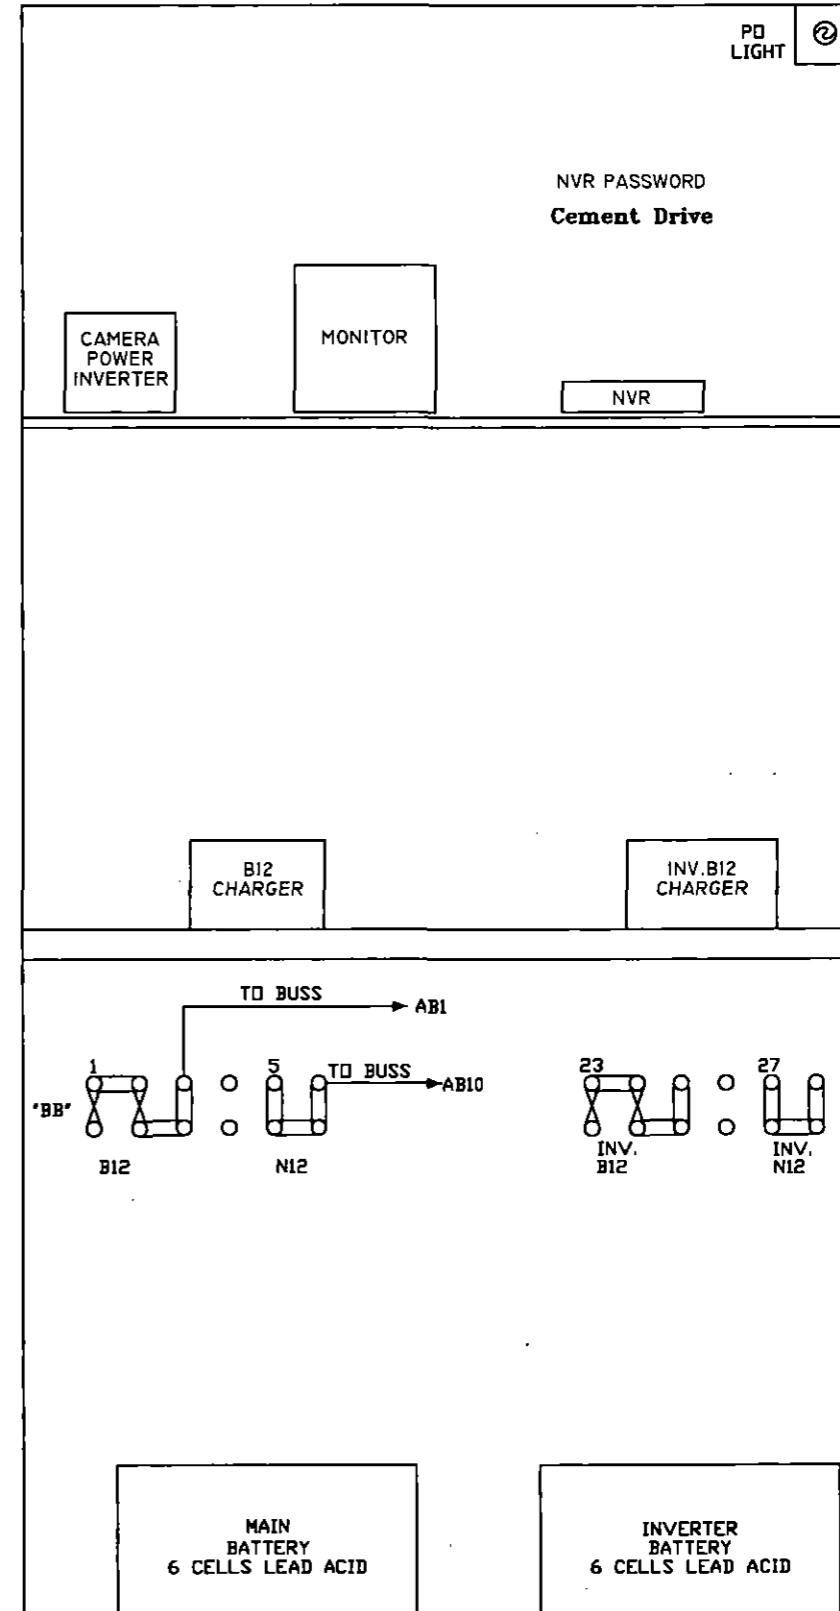 PO
LIGHT
NVR PASSWORD
Cement Drive
CAMERA
POWER
INVERTER
MONITOR
NVR
B12
CHARGER
INV.B12
CHARGER
TO BUSS
AB1
1
5
TO BUSS
AB10
23
27
"BB"
B12
N12
INV.
B12
INV.
N12
MAIN
BATTERY
6 CELLS LEAD ACID
INVERTER
BATTERY
6 CELLS LEAD ACID